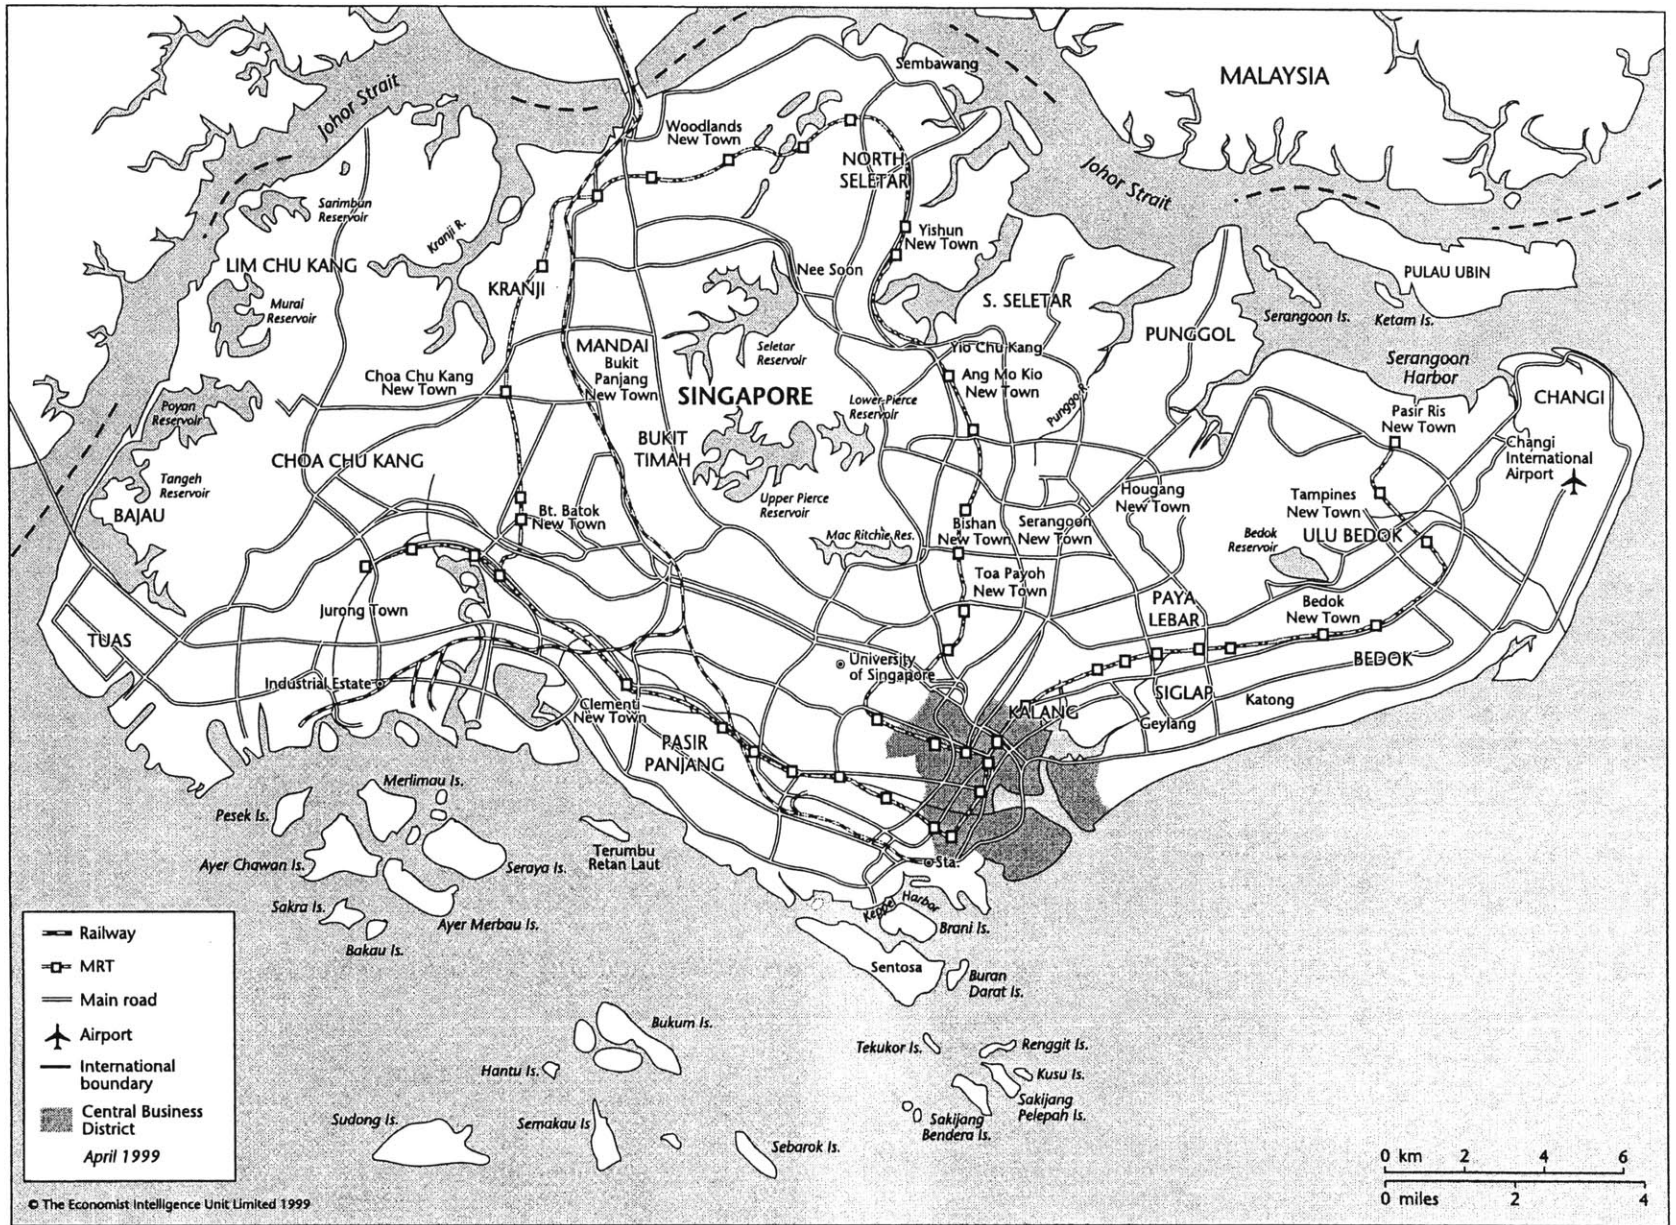 Johor Strait
Sembawang
MALAYSIA
Woodlands
New Town
NORTH
SELETAR
Johor Strait
Sarimbun
Reservoir
Kranji R.
Yishun
New Town
LIM CHU KANG
Nee Soon
PULAU UBIN
KRANJI
S. SELETAR
Murai
Reservoir
Serangoon Is.
Ketam Is.
PUNGGOL
MANDAI
Bukit
Panjang
New Town
Seletar
Reservoir
Yio Chu Kang
Serangoon
Harbor
Choa Chu Kang
New Town
Ang Mo Kio
New Town
SINGAPORE
Lower Pierce
Reservoir
Punggol R.
CHANGI
Poyan
Reservoir
Pasir Ris
New Town
BUKIT
TIMAH
Changi
International
Airport
CHOA CHU KANG
Tangeh
Reservoir
Upper Pierce
Reservoir
Hougang
New Town
Tampines
New Town
BAJAU
Bt. Batok
New Town
Bishan
New Town
Serangoon
New Town
Mac Ritchie Res.
Bedok
Reservoir
ULU BEDOK
Toa Payoh
New Town
PAYA
LEBAR
Bedok
New Town
Jurong Town
TUAS
University
of Singapore
BEDOK
Industrial Estate
SIGLAP
Katong
Clementi
New Town
KALANG
Geylang
PASIR
PANJANG
Merlimau Is.
Pesek Is.
Terumbu
Retan Laut
Ayer Chawan Is.
Seraya Is.
Sta.
Sakra Is.
Ayer Merbau Is.
Keppel Harbor
Brani Is.
Bakau Is.
Sentosa
Buran
Darat Is.
Bukum Is.
Tekukor Is.
Renggit Is.
Hantu Is.
Kusu Is.
Sakijang
Pelepah Is.
Sudong Is.
Semakau Is
Sakijang
Bendera Is.
Sebarok Is.
Railway
MRT
Main road
Airport
International
boundary
Central Business
District
April 1999
0 km 2 4 6
0 miles 2 4
© The Economist Intelligence Unit Limited 1999